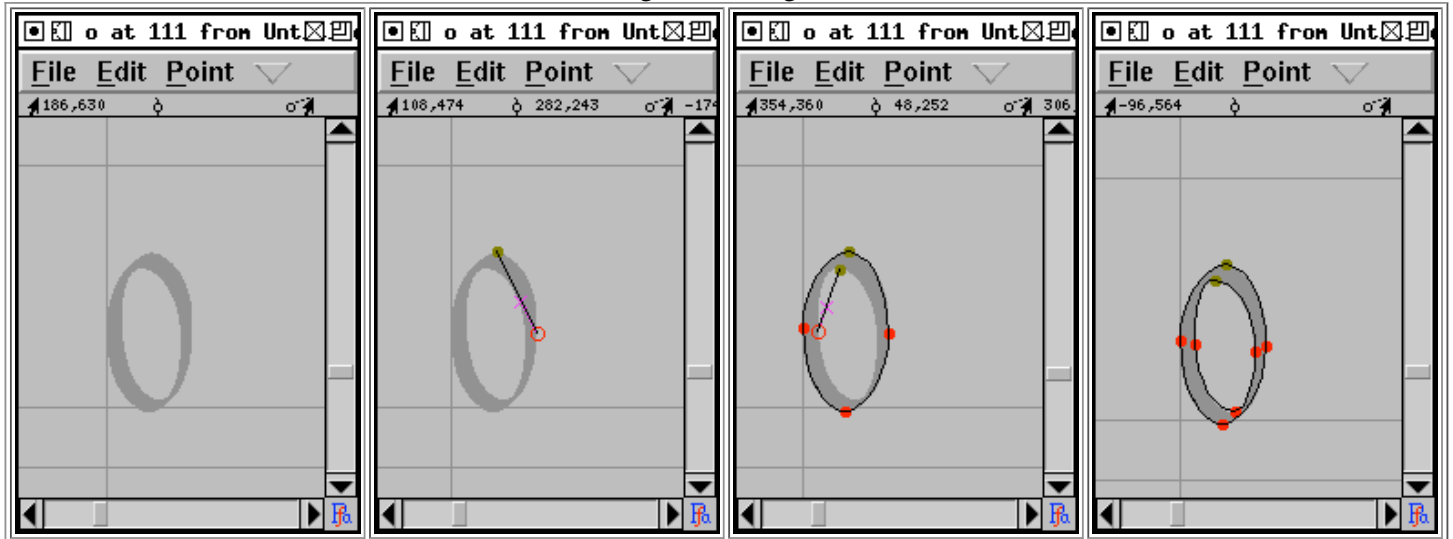 o at 111 from Unt
File Edit Point
186,630
o at 111 from Unt
File Edit Point
108,474 282,243 -174
o at 111 from Unt
File Edit Point
354,360 48,252 306,
o at 111 from Unt
File Edit Point
-96,564